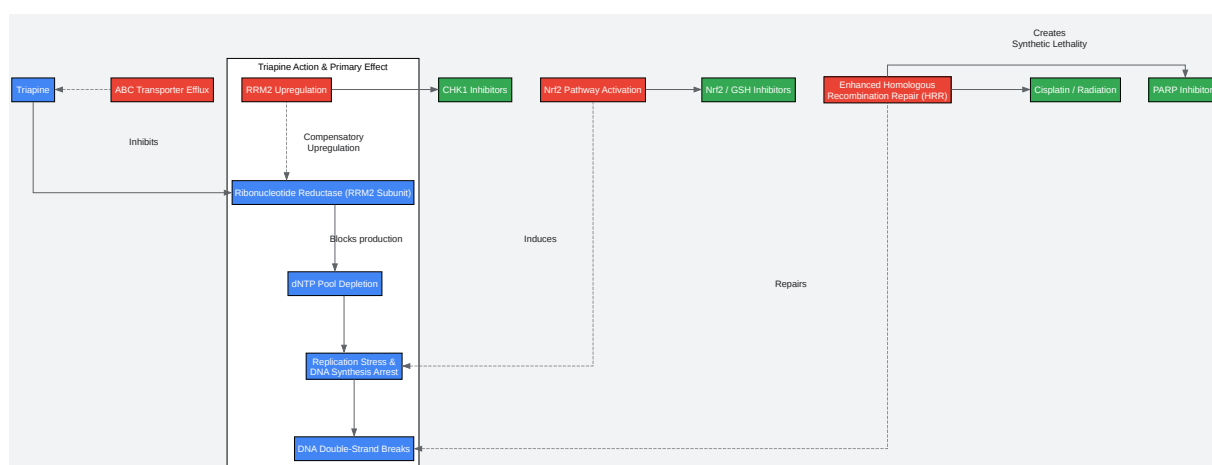 Creates
Synthetic Lethality
Triapine Action & Primary Effect
Triapine
ABC Transporter Efflux
RRM2 Upregulation
CHK1 Inhibitors
Nrf2 Pathway Activation
Nrf2 / GSH Inhibitors
Enhanced Homologous
Recombination Repair (HRR)
Cisplatin / Radiation
PARP Inhibitor
Inhibits
Compensatory
Upregulation
Ribonucleotide Reductase (RRM2 Subunit)
Blocks production
Induces
dNTP Pool Depletion
Repairs
Replication Stress &
DNA Synthesis Arrest
DNA Double-Strand Breaks